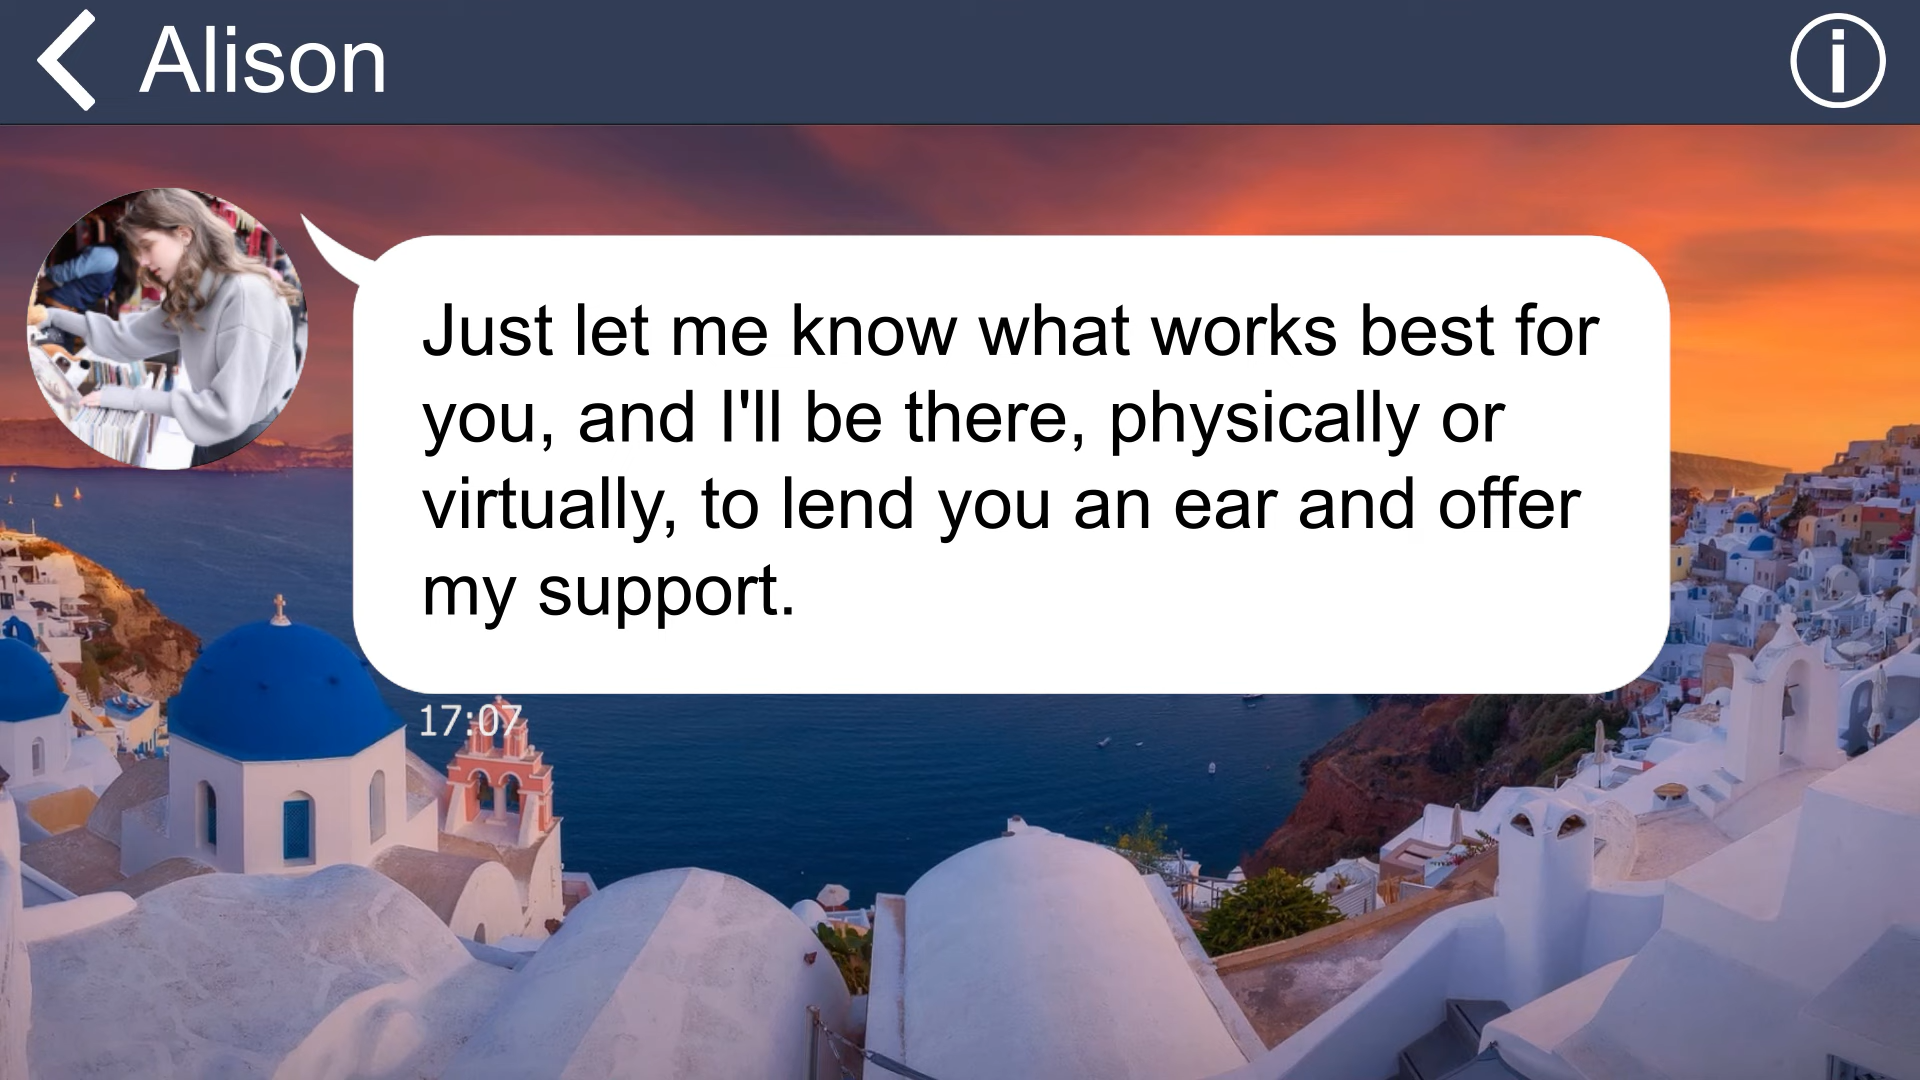 Alison
Just let me know what works best for
you, and I'll be there, physically or
virtually, to lend you an ear and offer
my support.
17:07